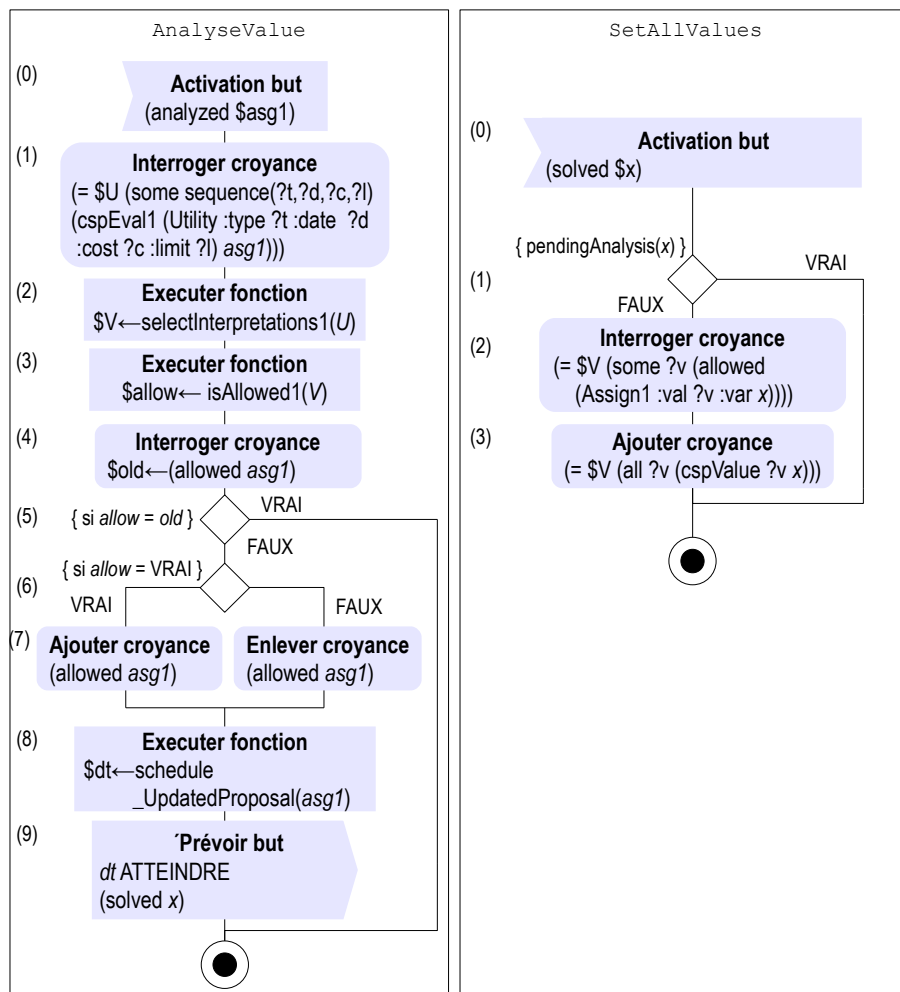 AnalyseValue
(0)
Activation but
(analyzed $asg1)
(1)
Interroger croyance
(= $U (some sequence(?t,?d,?c,?l)
(cspEval1 (Utility :type ?t :date ?d
:cost ?c :limit ?l) asg1)))
(2)
Executer fonction
$V←selectInterpretations1(U)
(3)
Executer fonction
$allow← isAllowed1(V)
(4)
Interroger croyance
$old←(allowed asg1)
(5)
{ si allow = old }
VRAI
FAUX
{ si allow = VRAI }
(6)
VRAI
FAUX
(7)
Ajouter croyance
(allowed asg1)
Enlever croyance
(allowed asg1)
(8)
Executer fonction
$dt←schedule
_UpdatedProposal(asg1)
(9)
´Prévoir but
dt ATTEINDRE
(solved x)
SetAllValues
(0)
Activation but
(solved $x)
{ pendingAnalysis(x) }
VRAI
(1)
FAUX
(2)
Interroger croyance
(= $V (some ?v (allowed
(Assign1 :val ?v :var x))))
(3)
Ajouter croyance
(= $V (all ?v (cspValue ?v x)))